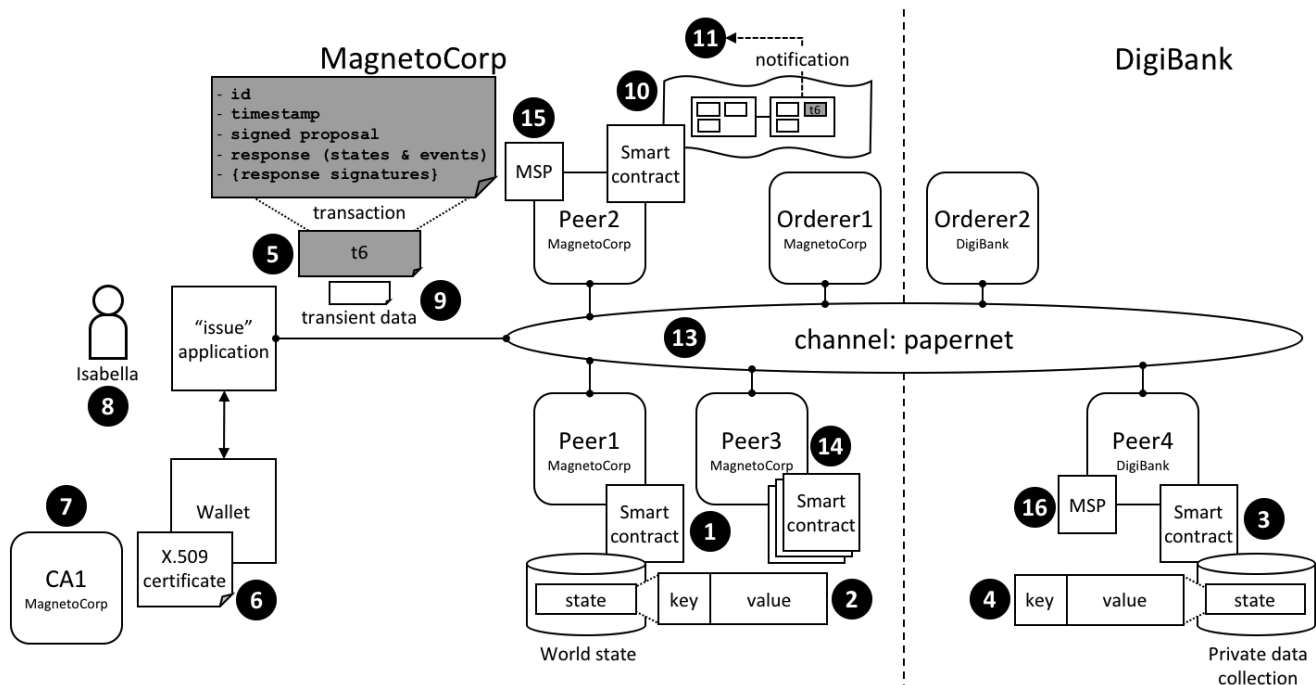 MagnetoCorp
DigiBank
11
notification
10
t6
- id
- timestamp
- signed proposal
- response (states & events)
- {response signatures}
15
MSP
Smart
contract
transaction
Peer2
MagnetoCorp
Orderer1
MagnetoCorp
Orderer2
DigiBank
5
t6
9
transient data
"issue"
application
Isabella
8
13
channel: papernet
Peer1
MagnetoCorp
Peer3
MagnetoCorp
14
Smart
contract
Peer4
DigiBank
7
Wallet
Smart
contract
1
16
MSP
Smart
contract
3
CA1
MagnetoCorp
X.509
certificate
6
state
key
value
2
4
key
value
state
World state
Private data
collection